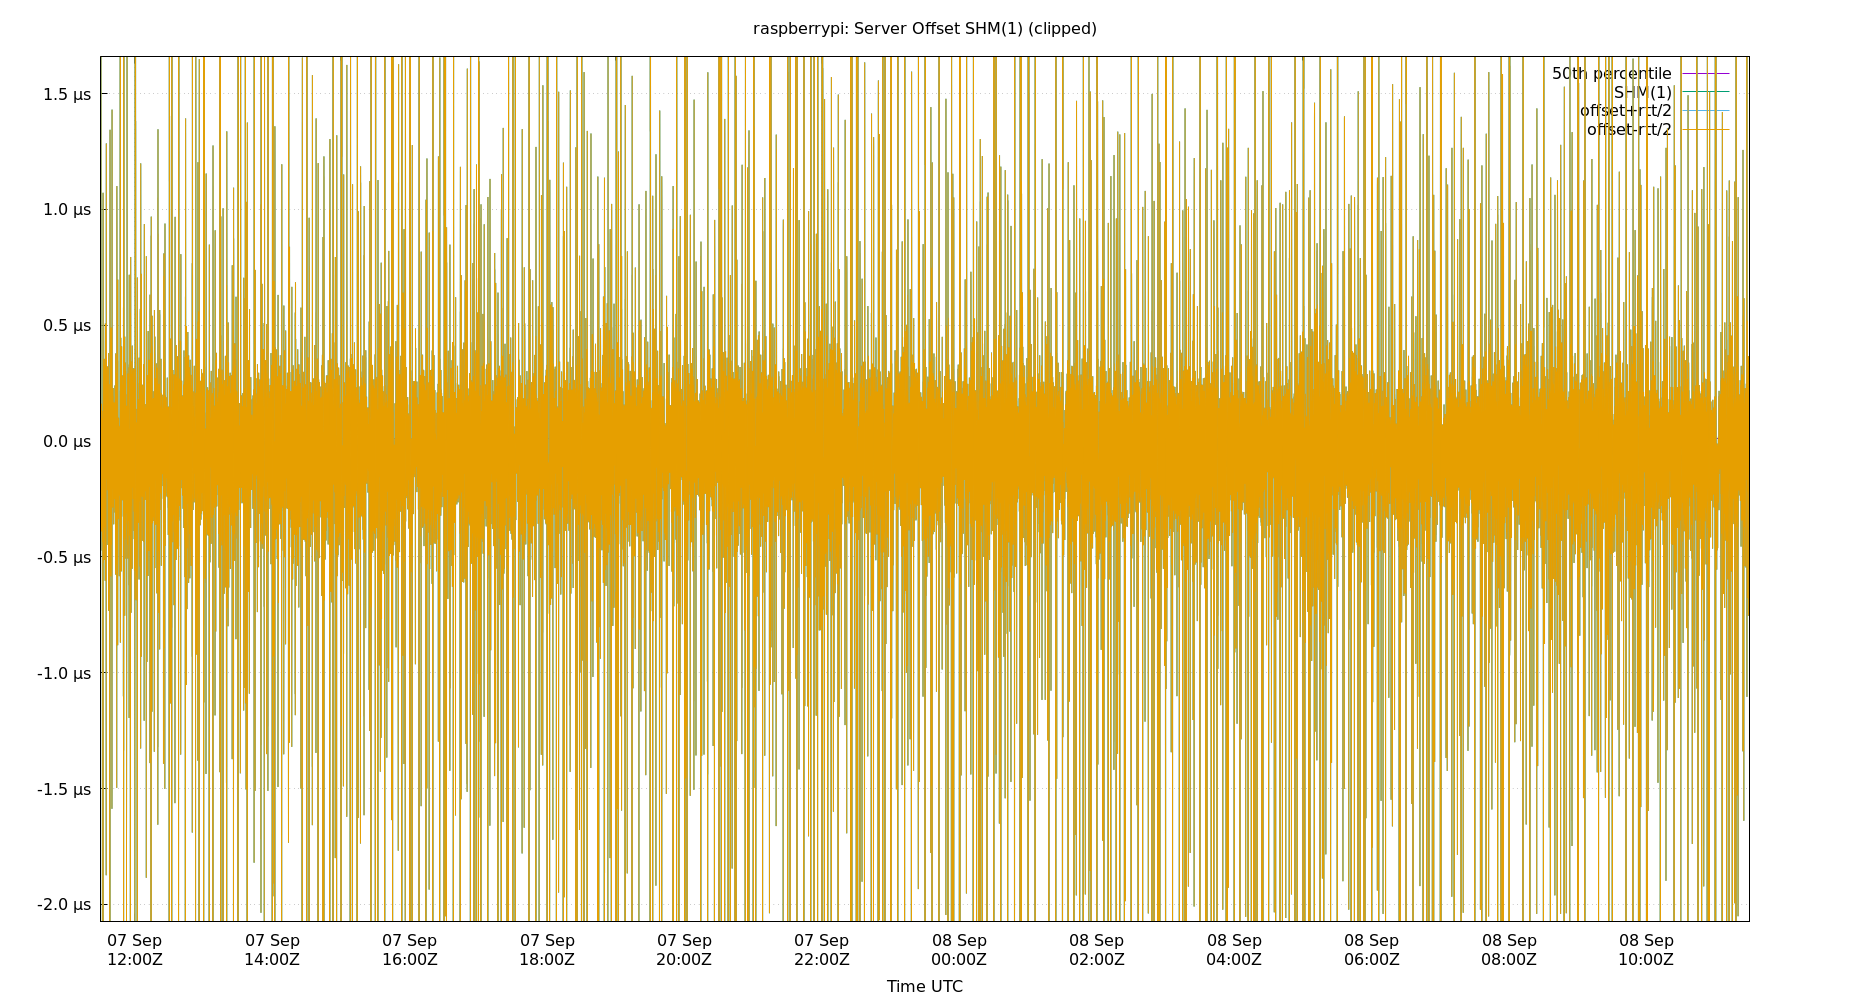 raspberrypi: Server Offset SHM(1) (clipped)
50th percentile
SHM(1)
offset+rtt/2
offset-rtt/2
1.5 µs
1.0 µs
0.5 µs
0.0 µs
-0.5 µs
-1.0 µs
-1.5 µs
-2.0 µs
07 Sep 07 Sep 07 Sep 07 Sep 07 Sep 07 Sep 08 Sep 08 Sep 08 Sep 08 Sep 08 Sep 08 Sep
12:00Z 14:00Z 16:00Z 18:00Z 20:00Z 22:00Z 00:00Z 02:00Z 04:00Z 06:00Z 08:00Z 10:00Z
Time UTC